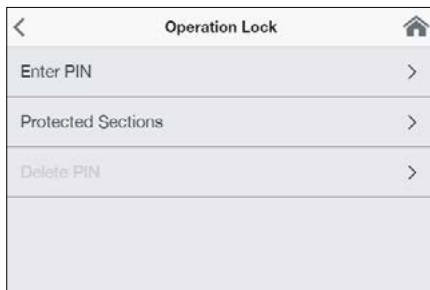 Operation Lock
Enter PIN
Protected Sections
Delete PIN